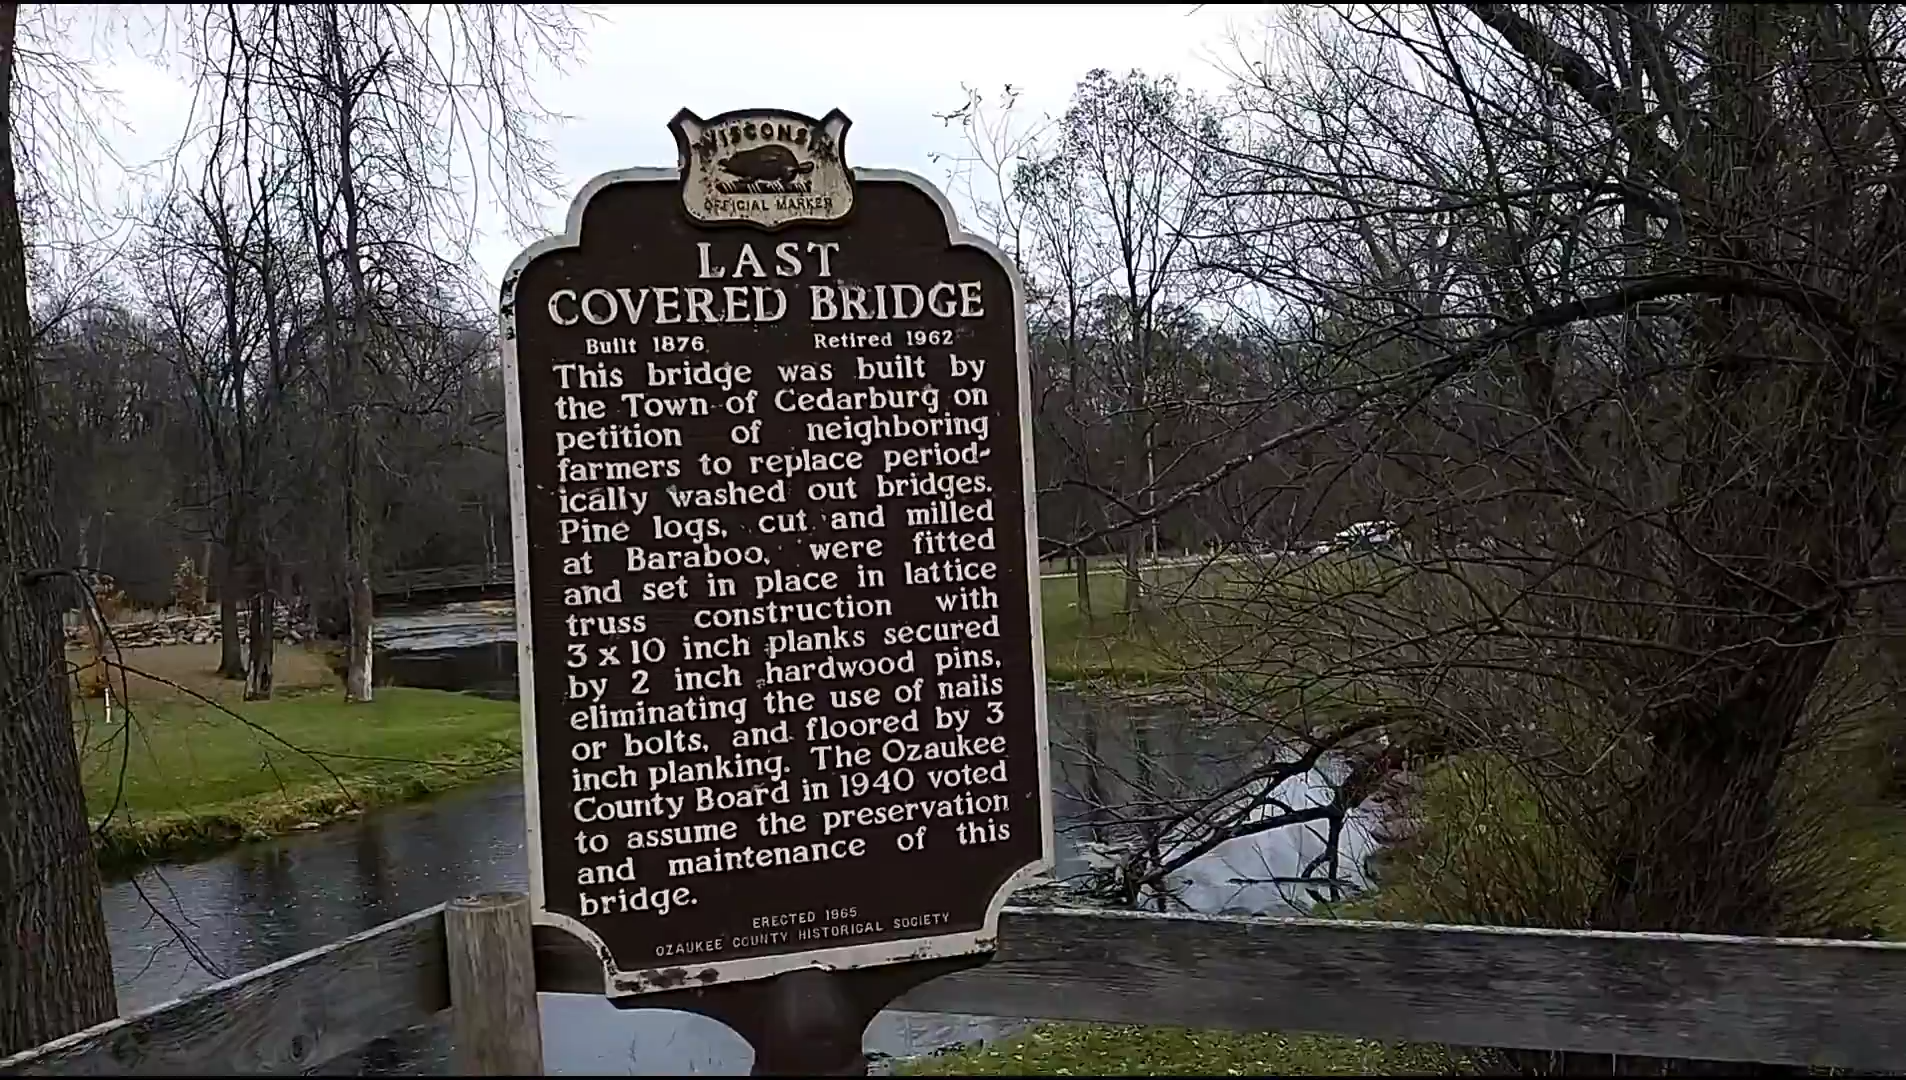 WISCONSIN
OFFICIAL MARKER
LAST
COVERED BRIDGE
Built 1876 Retired 1962
This bridge was built by
the Town of Cedarburg on
petition of neighboring
farmers to replace period-
ically washed out bridges.
Pine logs, cut and milled
at Baraboo, were fitted
and set in place in lattice
truss construction with
3 x 10 inch planks secured
by 2 inch hardwood pins,
eliminating the use of nails
or bolts, and floored by 3
inch planking. The Ozaukee
County Board in 1940 voted
to assume the preservation
and maintenance of this
bridge.
ERECTED 1965
OZAUKEE COUNTY HISTORICAL SOCIETY